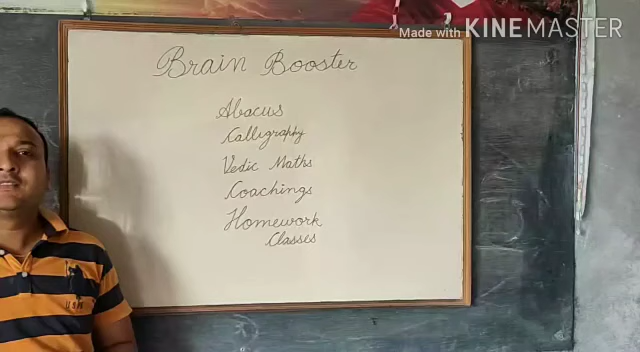 Made with KINEMASTER
Brain Booster
Abacus
Calligraphy
Vedic Maths
Coachings
Homework
Classes